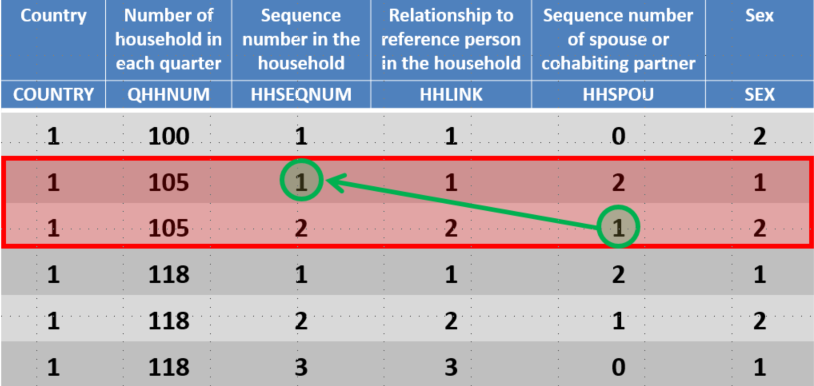 Country Number of household in each quarter Sequence number in the household Relationship to reference person in the household Sequence number of spouse or cohabiting partner Sex
COUNTRY QHHNUM HHSEQNUM HHLINK HHSPOU SEX
1 100 1 1 0 2
1 105 1 1 2 1
1 105 2 2 1 2
1 118 1 1 2 1
1 118 2 2 1 2
1 118 3 3 0 1